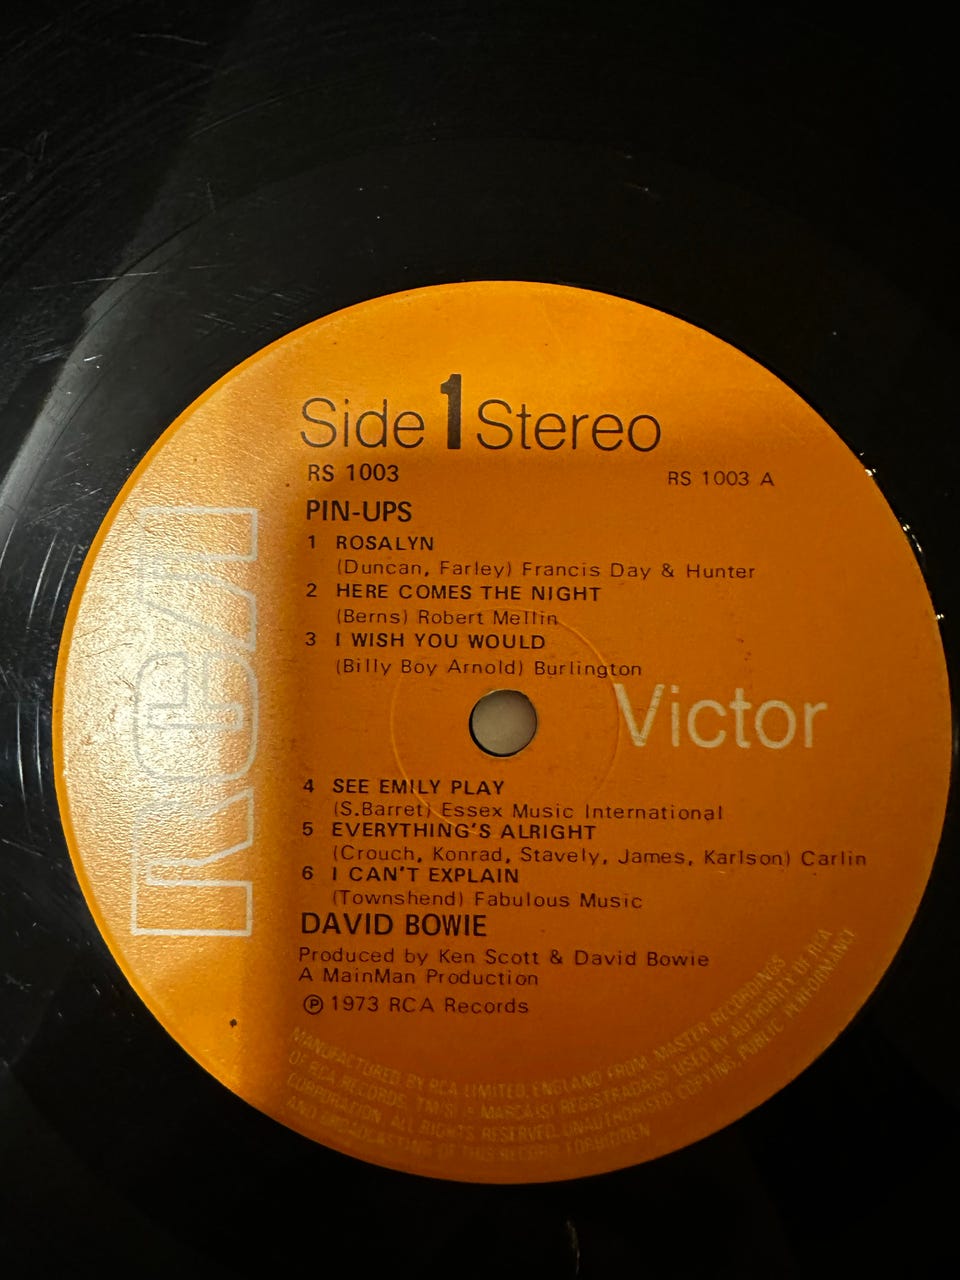 Side 1 Stereo
RS 1003 RS 1003 A
PIN-UPS
1 ROSALYN
(Duncan, Farley) Francis Day & Hunter
2 HERE COMES THE NIGHT
(Berns) Robert Mellin
3 I WISH YOU WOULD
(Billy Boy Arnold) Burlington
RCA
Victor
4 SEE EMILY PLAY
(S.Barret) Essex Music International
5 EVERYTHING'S ALRIGHT
(Crouch, Konrad, Stavely, James, Karlson) Carlin
6 I CAN'T EXPLAIN
(Townshend) Fabulous Music
DAVID BOWIE
Produced by Ken Scott & David Bowie
A MainMan Production
Ⓟ 1973 RCA Records
MANUFACTURED BY RCA LIMITED, ENGLAND FROM MASTER RECORDINGS
OF RCA RECORDS. TM(S) ® MARCA(S) REGISTRADA(S) USED BY AUTHORITY OF RCA
CORPORACION. ALL RIGHTS RESERVED. UNAUTHORISED COPYING, PUBLIC PERFORMANCE
AND BROADCASTING OF THIS RECORD FORBIDDEN